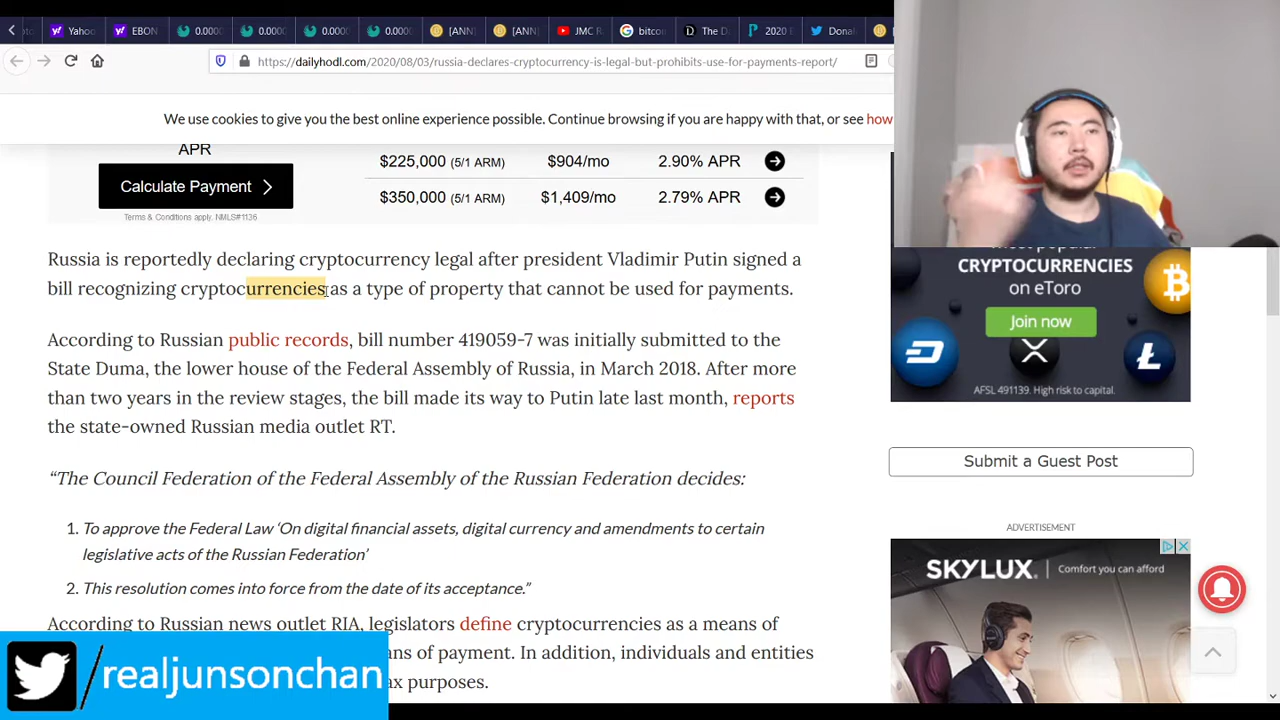 Yahoo
EBON
0.0000
0.0000
0.0000
0.0000
[ANN]
[ANN]
JMC R
bitcoi
The D
2020 E
Donal
https://dailyhodl.com/2020/08/03/russia-declares-cryptocurrency-is-legal-but-prohibits-use-for-payments-report/
We use cookies to give you the best online experience possible. Continue browsing if you are happy with that, or see how
APR
Calculate Payment
Terms & Conditions apply. NMLS#1136
$225,000 (5/1 ARM) $904/mo 2.90% APR
$350,000 (5/1 ARM) $1,409/mo 2.79% APR
Russia is reportedly declaring cryptocurrency legal after president Vladimir Putin signed a
bill recognizing cryptocurrencies as a type of property that cannot be used for payments.
According to Russian public records, bill number 419059-7 was initially submitted to the
State Duma, the lower house of the Federal Assembly of Russia, in March 2018. After more
than two years in the review stages, the bill made its way to Putin late last month, reports
the state-owned Russian media outlet RT.
“The Council Federation of the Federal Assembly of the Russian Federation decides:
1. To approve the Federal Law ‘On digital financial assets, digital currency and amendments to certain
legislative acts of the Russian Federation’
2. This resolution comes into force from the date of its acceptance.”
According to Russian news outlet RIA, legislators define cryptocurrencies as a means of
ans of payment. In addition, individuals and entities
ax purposes.
/realjunsonchan
CRYPTOCURRENCIES
on eToro
Join now
AFSL 491139. High risk to capital.
Submit a Guest Post
ADVERTISEMENT
SKYLUX. Comfort you can afford